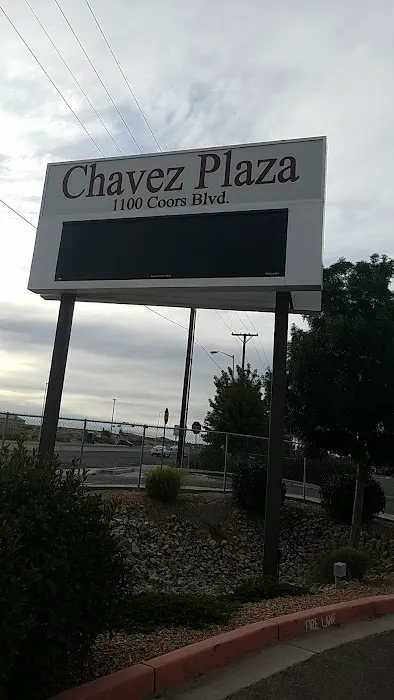 Chavez Plaza
1100 Coors Blvd.
FIRE LANE